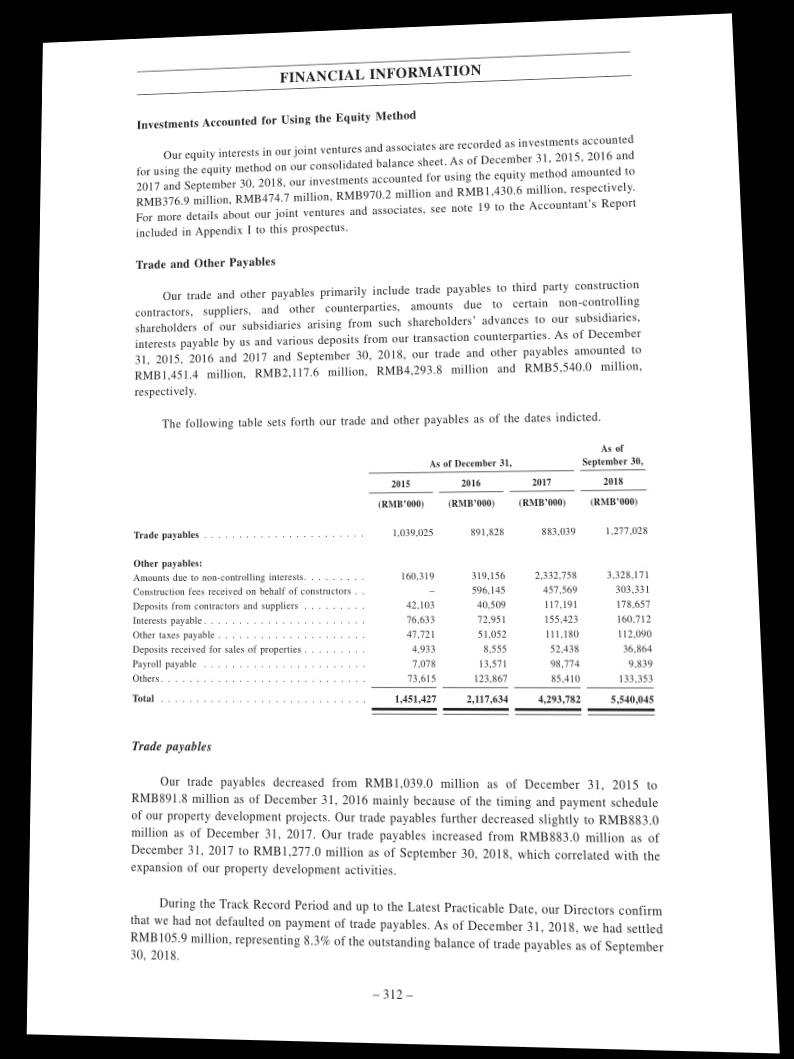 FINANCIAL INFORMATION
Investments Accounted for Using the Equity Method
Our equity interests in our joint ventures and associates are recorded as investments accounted
for using the equity method on our consolidated balance sheet. As of December 31, 2015, 2016 and
2017 and September 30, 2018, our investments accounted for using the equity method amounted to
RMB376.9 million, RMB474.7 million, RMB970.2 million and RMB1,430.6 million, respectively.
For more details about our joint ventures and associates, see note 19 to the Accountant's Report
included in Appendix I to this prospectus.
Trade and Other Payables
Our trade and other payables primarily include trade payables to third party construction
contractors, suppliers, and other counterparties, amounts due to certain non-controlling
shareholders of our subsidiaries arising from such shareholders' advances to our subsidiaries,
interests payable by us and various deposits from our transaction counterparties. As of December
31, 2015, 2016 and 2017 and September 30, 2018, our trade and other payables amounted to
RMB1,451.4 million, RMB2,117.6 million, RMB4,293.8 million and RMB5,540.0 million,
respectively.
The following table sets forth our trade and other payables as of the dates indicted.
As of
As of December 31, September 30,
2015 2016 2017 2018
(RMB'000) (RMB'000) (RMB'000) (RMB'000)
Trade payables . . . . . . . . . . . . . . . . . . . . . . . 1,039,025 891,828 883,039 1,277,028
Other payables:
Amounts due to non-controlling interests. . . . . . . . . 160,319 319,156 2,332,758 3,328,171
Construction fees received on behalf of constructors . . – 596,145 457,569 303,331
Deposits from contractors and suppliers . . . . . . . . . 42,103 40,509 117,191 178,657
Interests payable. . . . . . . . . . . . . . . . . . . . . . . 76,633 72,951 155,423 160,712
Other taxes payable . . . . . . . . . . . . . . . . . . . . . 47,721 51,052 111,180 112,090
Deposits received for sales of properties . . . . . . . . . 4,933 8,555 52,438 36,864
Payroll payable . . . . . . . . . . . . . . . . . . . . . . . 7,078 13,571 98,774 9,839
Others. . . . . . . . . . . . . . . . . . . . . . . . . . . . . 73,615 123,867 85,410 133,353
Total . . . . . . . . . . . . . . . . . . . . . . . . . . . . . 1,451,427 2,117,634 4,293,782 5,540,045
Trade payables
Our trade payables decreased from RMB1,039.0 million as of December 31, 2015 to
RMB891.8 million as of December 31, 2016 mainly because of the timing and payment schedule
of our property development projects. Our trade payables further decreased slightly to RMB883.0
million as of December 31, 2017. Our trade payables increased from RMB883.0 million as of
December 31, 2017 to RMB1,277.0 million as of September 30, 2018, which correlated with the
expansion of our property development activities.
During the Track Record Period and up to the Latest Practicable Date, our Directors confirm
that we had not defaulted on payment of trade payables. As of December 31, 2018, we had settled
RMB105.9 million, representing 8.3% of the outstanding balance of trade payables as of September
30, 2018.
– 312 –